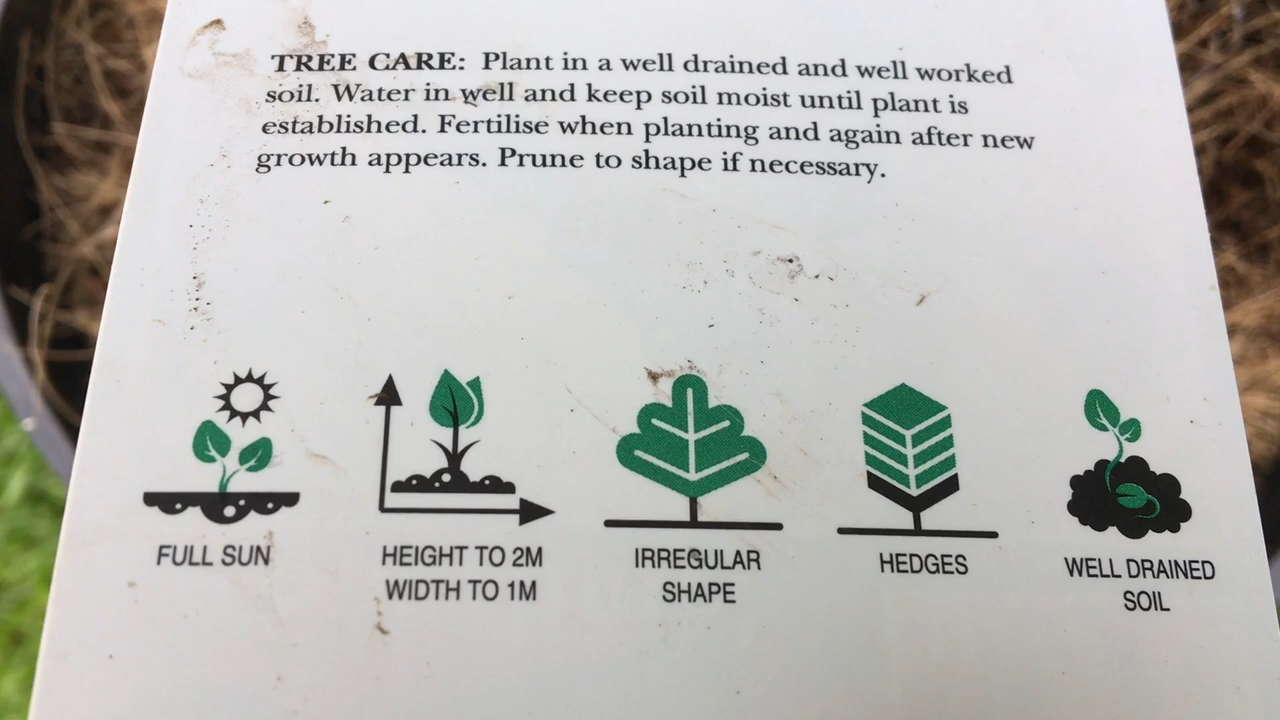 TREE CARE: Plant in a well drained and well worked
soil. Water in well and keep soil moist until plant is
established. Fertilise when planting and again after new
growth appears. Prune to shape if necessary.
FULL SUN
HEIGHT TO 2M
WIDTH TO 1M
IRREGULAR
SHAPE
HEDGES
WELL DRAINED
SOIL